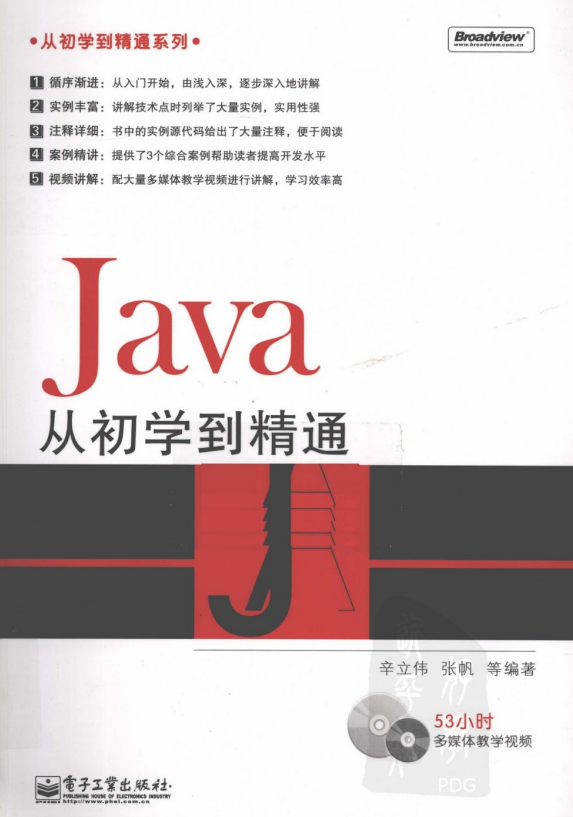 •从初学到精通系列•
Broadview®
www.broadview.com.cn
1 循序渐进：从入门开始，由浅入深，逐步深入地讲解
2 实例丰富：讲解技术点时列举了大量实例，实用性强
3 注释详细：书中的实例源代码给出了大量注释，便于阅读
4 案例精讲：提供了3个综合案例帮助读者提高开发水平
5 视频讲解：配大量多媒体教学视频进行讲解，学习效率高
Java
从初学到精通
J
辛立伟 张帆 等编著
53小时
多媒体教学视频
PDG
电子工业出版社·
PUBLISHING HOUSE OF ELECTRONICS INDUSTRY
http://www.phei.com.cn